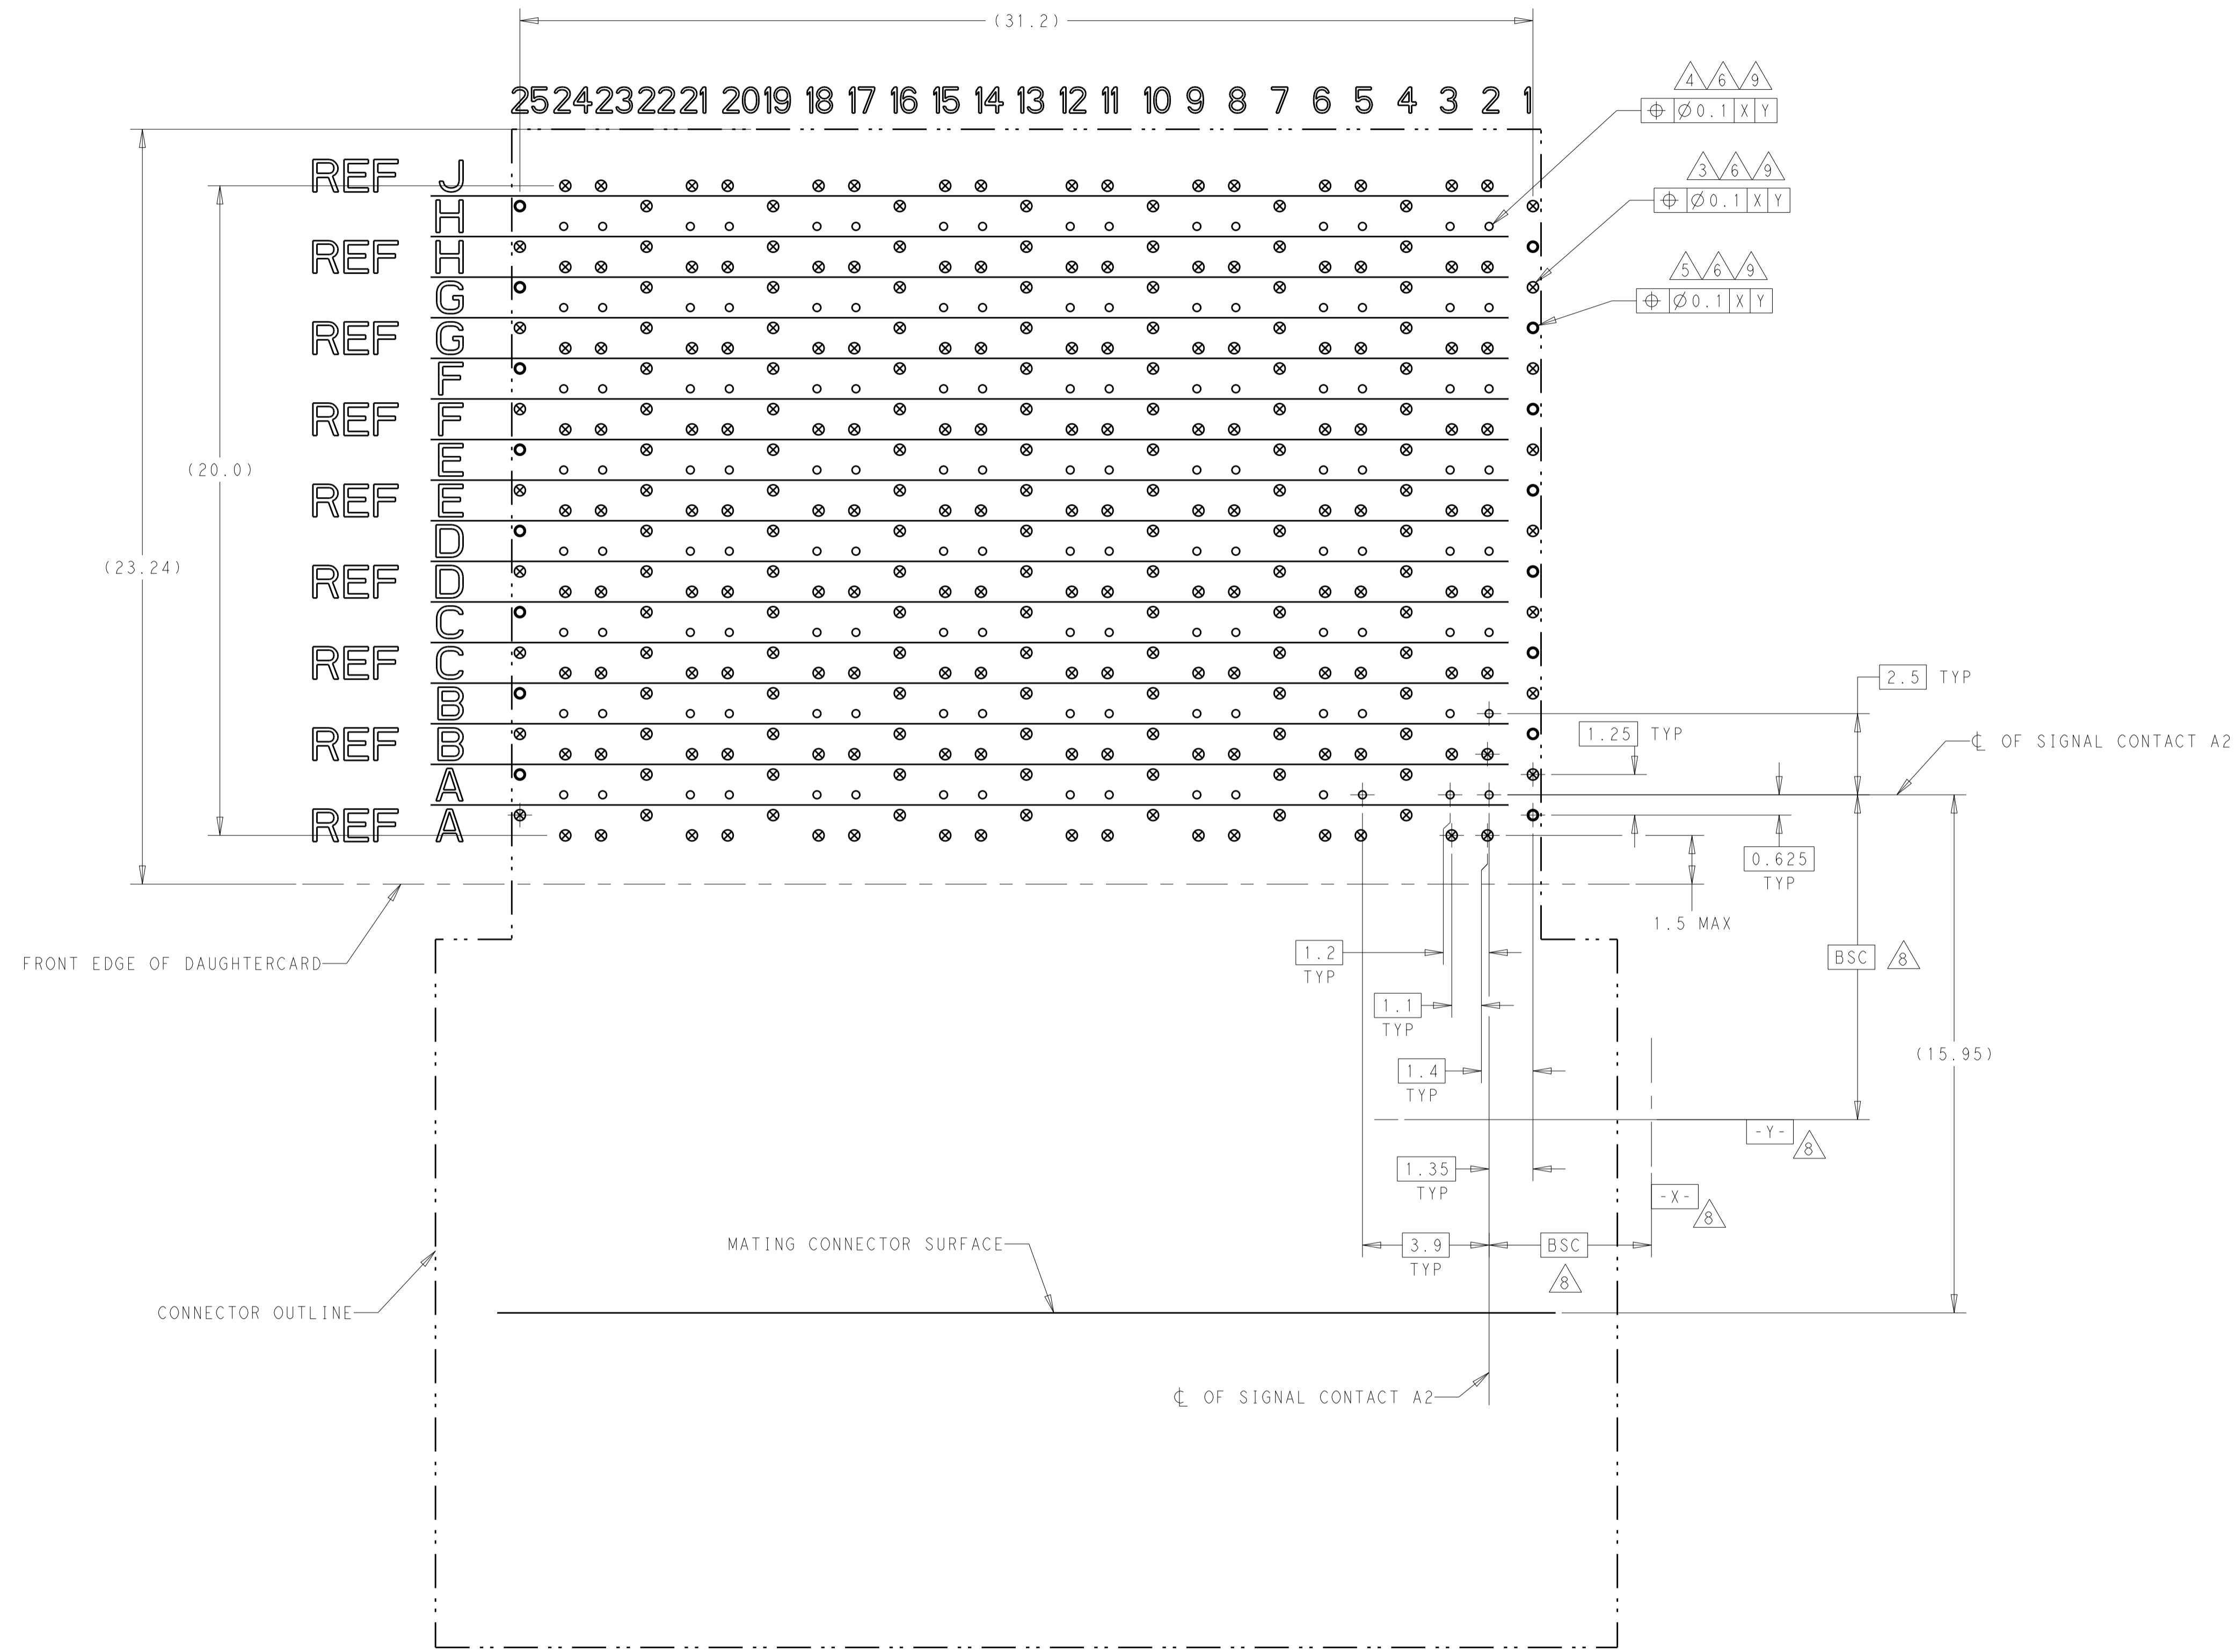 (31.2)
4 6 9
25 24 23 22 21 20 19 18 17 16 15 14 13 12 11 10 9 8 7 6 5 4 3 2 1
⌖ Ø0.1 X Y
3 6 9
REF J
⌖ Ø0.1 X Y
H
REF H
5 6 9
G
⌖ Ø0.1 X Y
REF G
F
REF F
E
(20.0)
REF E
D
(23.24)
REF D
C
REF C
2.5 TYP
B
REF B
1.25 TYP
℄ OF SIGNAL CONTACT A2
A
REF A
0.625
TYP
1.5 MAX
FRONT EDGE OF DAUGHTERCARD
1.2
TYP
BSC 8
1.1
TYP
(15.95)
1.4
TYP
-Y-
8
1.35
TYP
-X-
8
MATING CONNECTOR SURFACE
3.9
TYP
BSC
8
CONNECTOR OUTLINE
℄ OF SIGNAL CONTACT A2